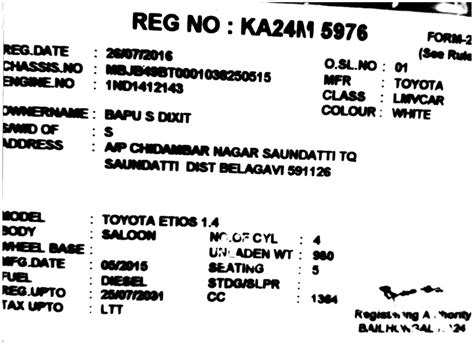 REG NO : KA24M 5976
FORM-2
(See Rule
REG.DATE : 26/07/2016
O.SL.NO : 01
CHASSIS.NO : MBJB49BT0001038250515
MFR : TOYOTA
ENGINE.NO : 1ND1412143
CLASS : LMVCAR
COLOUR : WHITE
OWNERNAME : BAPU S DIXIT
S/W/D OF : S
ADDRESS : A/P CHIDAMBAR NAGAR SAUNDATTI TQ
SAUNDATTI DIST BELAGAVI 591126
MODEL : TOYOTA ETIOS 1.4
BODY : SALOON
NO.OF CYL : 4
WHEEL BASE :
UNLADEN WT : 980
MFG.DATE : 05/2015
SEATING : 5
FUEL : DIESEL
STDG/SLPR :
REG.UPTO : 25/07/2031
CC : 1364
TAX UPTO : LTT
Registering Authority